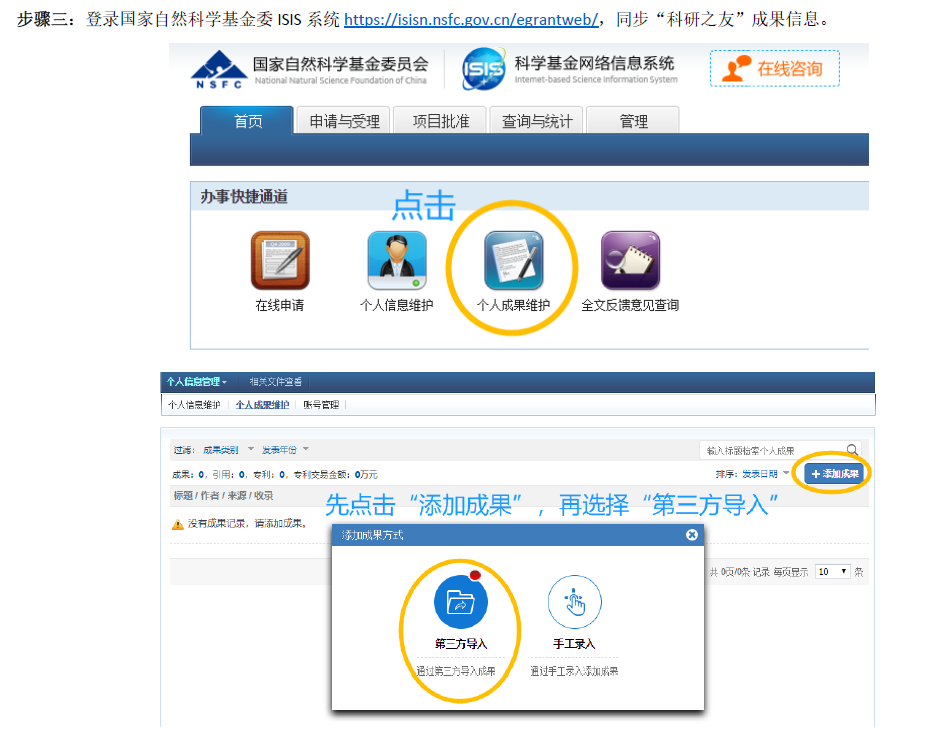 步骤三：登录国家自然科学基金委 ISIS 系统 https://isisn.nsfc.gov.cn/egrantweb/，同步“科研之友”成果信息。
NSFC 国家自然科学基金委员会 ISIS 科学基金网络信息系统 在线咨询
National Natural Science Foundation of China Internet-based Science Information System
首页 申请与受理 项目批准 查询与统计 管理
办事快捷通道
点击
在线申请 个人信息维护 个人成果维护 全文反馈意见查询
个人信息管理 相关文件查看
个人信息维护 个人成果维护 账号管理
过滤: 成果类别 发表年份 输入标题检索个人成果
成果: 0, 引用: 0, 专利: 0, 专利交易金额: 0万元 排序: 发表日期 +添加成果
标题 / 作者 / 来源 / 收录
先点击“添加成果”，再选择“第三方导入”
没有成果记录, 请添加成果。
添加成果方式
共 0页/0条 记录 每页显示 10 条
第三方导入 手工录入
通过第三方导入成果 通过手工录入添加成果